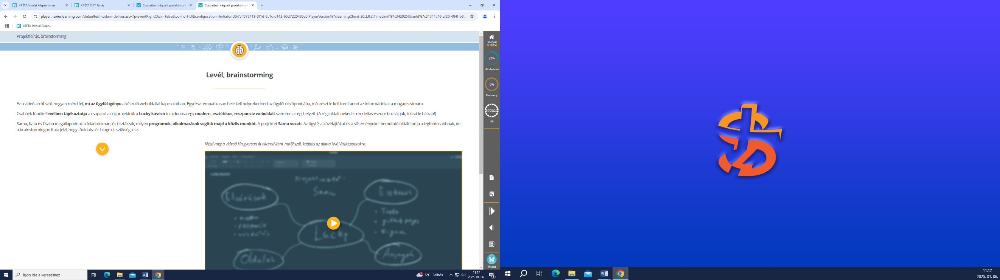 KRÉTA Iskolai Alaprendszer
KRÉTA DKT Tanár
Csapatban végzett projektmun
Csapatban végzett projektmun
player.nexiuslearning.com/defaultui/modern-deliver.aspx?preventRightClick=False&cc=hu-HU&configuration=InitiatorId%7cff375419-3f1d-8c1c-d142-65d7220486a0!PlayerVersion%7clearningClient-20.2.8.2!TimeLimit%7c342025!UserId%7c31311c78-af20-484f-b8...
KRÉTA Iskolai Alapr...
Projektleírás, brainstorming
Levél, brainstorming
Ez a videó arról szól, hogyan mérd fel, mi az ügyfél igénye a készülő weboldallal kapcsolatban. Egyrészt empatikusan bele kell helyezkedned az ügyfél nézőpontjába, másrészt le kell fordítanod az információkat a magad számára.
Csabáék főnöke levélben tájékoztatja a csapatot az új projektről: a Lucky kávézó tulajdonosa egy modern, esztétikus, reszponzív weboldalt szeretne a régi helyett. (A régi oldalt neked is rendelkezésedre bocsájtjuk, töltsd le bátran!)
Samu, Kata és Csaba megállapodnak a feladatokban, és tisztázzák, milyen programok, alkalmazások segítik majd a közös munkát. A projektet Samu vezeti. Az ügyfél a kávéfajtákat és a süteményeket bemutató oldalt tartja a legfontosabbnak, de
a brainstormingon Kata jelzi, hogy főoldalra és blogra is szükség lesz.
Nézd meg a videót! Ha gyorsan át akarod látni, miről szól, kattints az alatta lévő Vázlatpontokra.
Projektvezető:
Samu
Elvárások
Eszközök
Trello
github pages
Figma
Lucky
Oldalak
Anyagok
Tananyag
bezárása
22%
Előrehaladás
0%
Eredmény
5700:20
Idő
Menü
Írjon ide a kereséshez
6°C Felhős
11:17
2025. 01. 06.
1
11:17
2025. 01. 06.